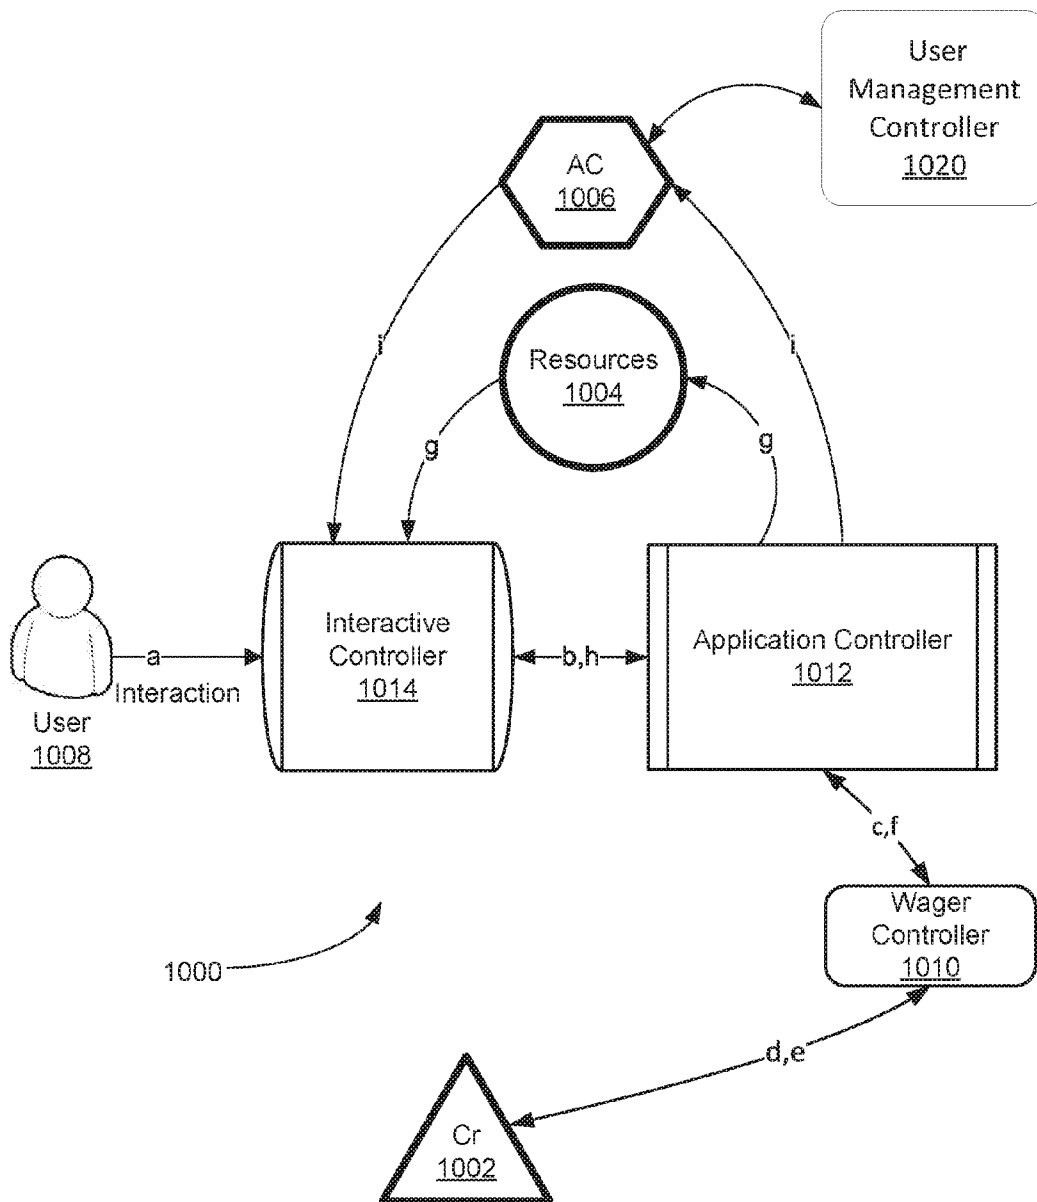 User
Management
Controller
1020
AC
1006
i
i
Resources
1004
g
g
Interactive
Controller
1014
Application Controller
1012
a
Interaction
b,h
User
1008
c,f
Wager
Controller
1010
1000
d,e
Cr
1002